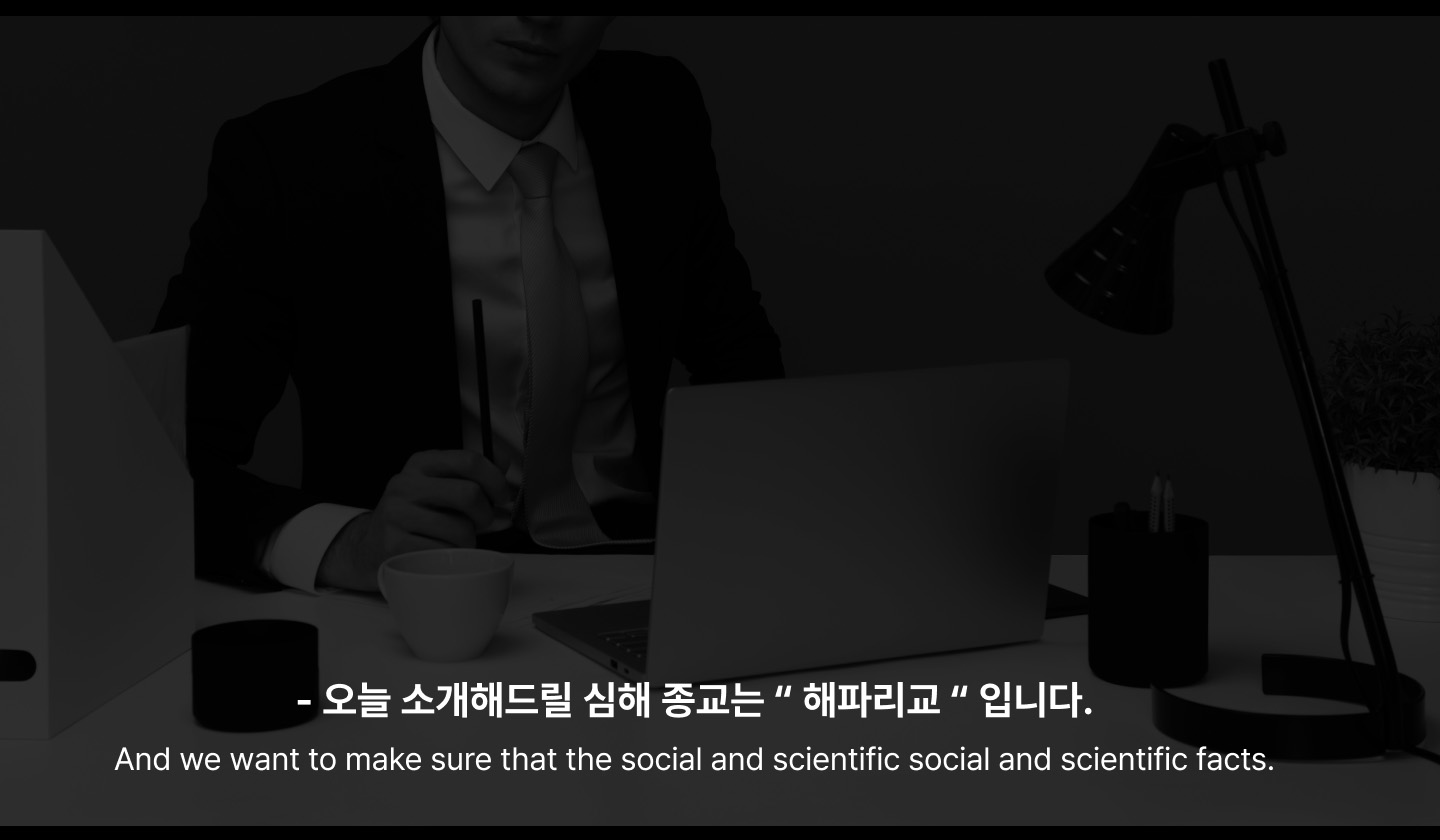 - 오늘 소개해드릴 심해 종교는 “ 해파리교 “ 입니다.
And we want to make sure that the social and scientific social and scientific facts.